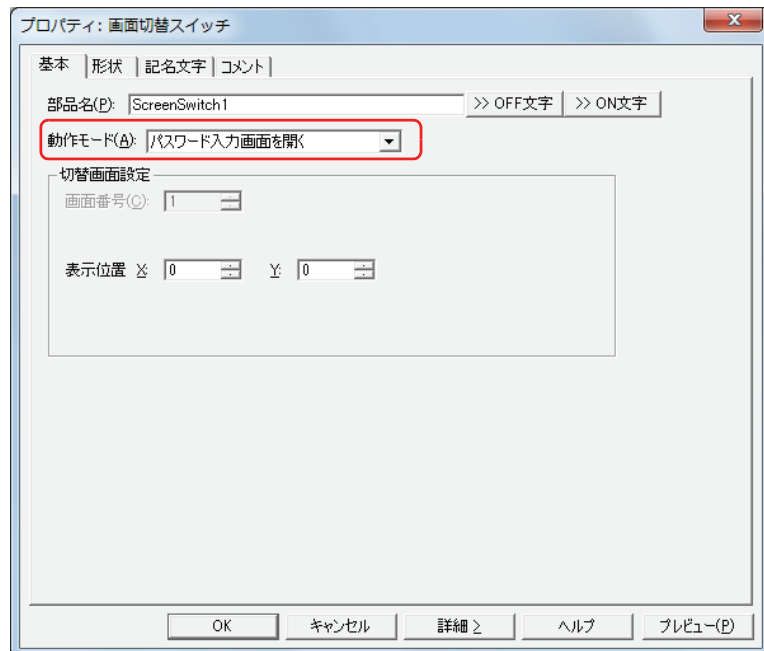 プロパティ: 画面切替スイッチ
基本 形状 記名文字 コメント
部品名(P): ScreenSwitch1 >> OFF文字 >> ON文字
動作モード(A): パスワード入力画面を開く
切替画面設定
画面番号(C): 1
表示位置 X: 0 Y: 0
OK キャンセル 詳細 > ヘルプ プレビュー(P)